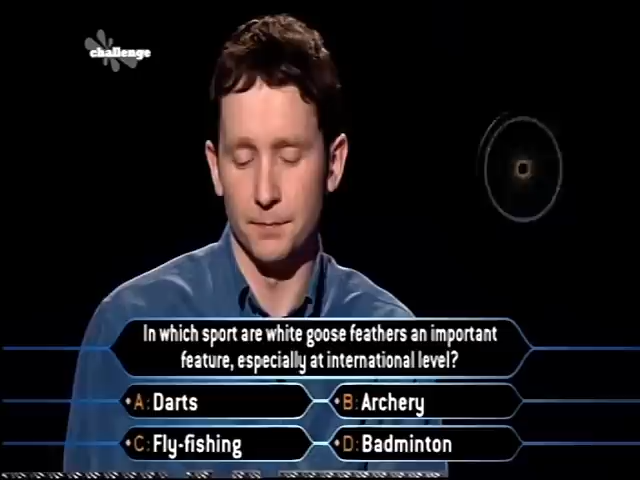 challenge
In which sport are white goose feathers an important
feature, especially at international level?
A: Darts
B: Archery
C: Fly-fishing
D: Badminton